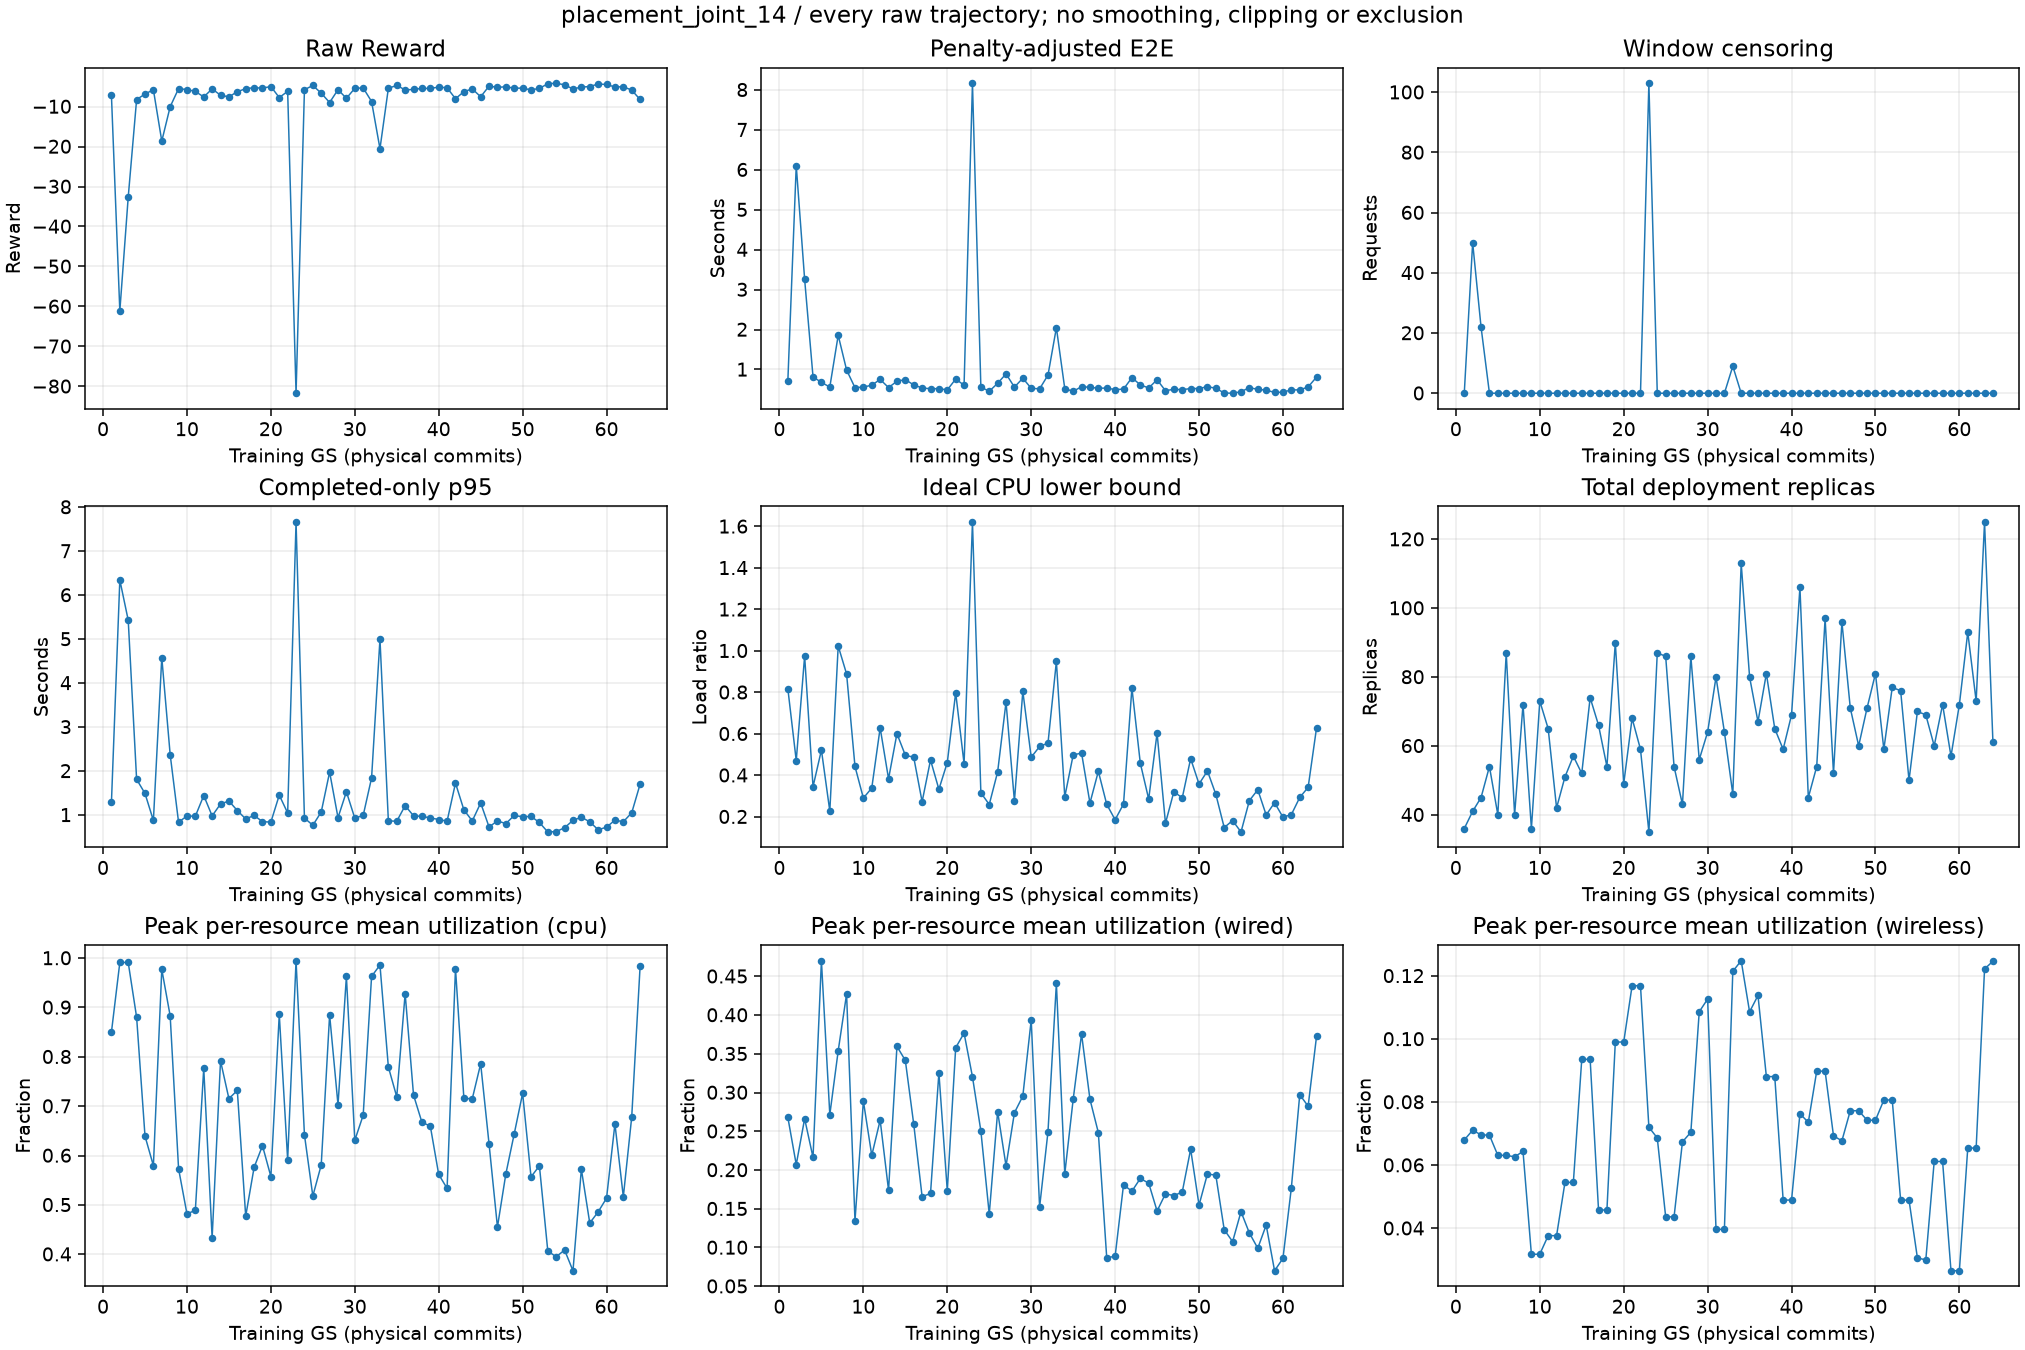 placement_joint_14 / every raw trajectory; no smoothing, clipping or exclusion
Raw Reward
Reward
−10
−20
−30
−40
−50
−60
−70
−80
0 10 20 30 40 50 60
Training GS (physical commits)
Penalty-adjusted E2E
Seconds
8
7
6
5
4
3
2
1
0 10 20 30 40 50 60
Training GS (physical commits)
Window censoring
Requests
100
80
60
40
20
0
0 10 20 30 40 50 60
Training GS (physical commits)
Completed-only p95
Seconds
8
7
6
5
4
3
2
1
0 10 20 30 40 50 60
Training GS (physical commits)
Ideal CPU lower bound
Load ratio
1.6
1.4
1.2
1.0
0.8
0.6
0.4
0.2
0 10 20 30 40 50 60
Training GS (physical commits)
Total deployment replicas
Replicas
120
100
80
60
40
0 10 20 30 40 50 60
Training GS (physical commits)
Peak per-resource mean utilization (cpu)
Fraction
1.0
0.9
0.8
0.7
0.6
0.5
0.4
0 10 20 30 40 50 60
Training GS (physical commits)
Peak per-resource mean utilization (wired)
Fraction
0.45
0.40
0.35
0.30
0.25
0.20
0.15
0.10
0.05
0 10 20 30 40 50 60
Training GS (physical commits)
Peak per-resource mean utilization (wireless)
Fraction
0.12
0.10
0.08
0.06
0.04
0 10 20 30 40 50 60
Training GS (physical commits)